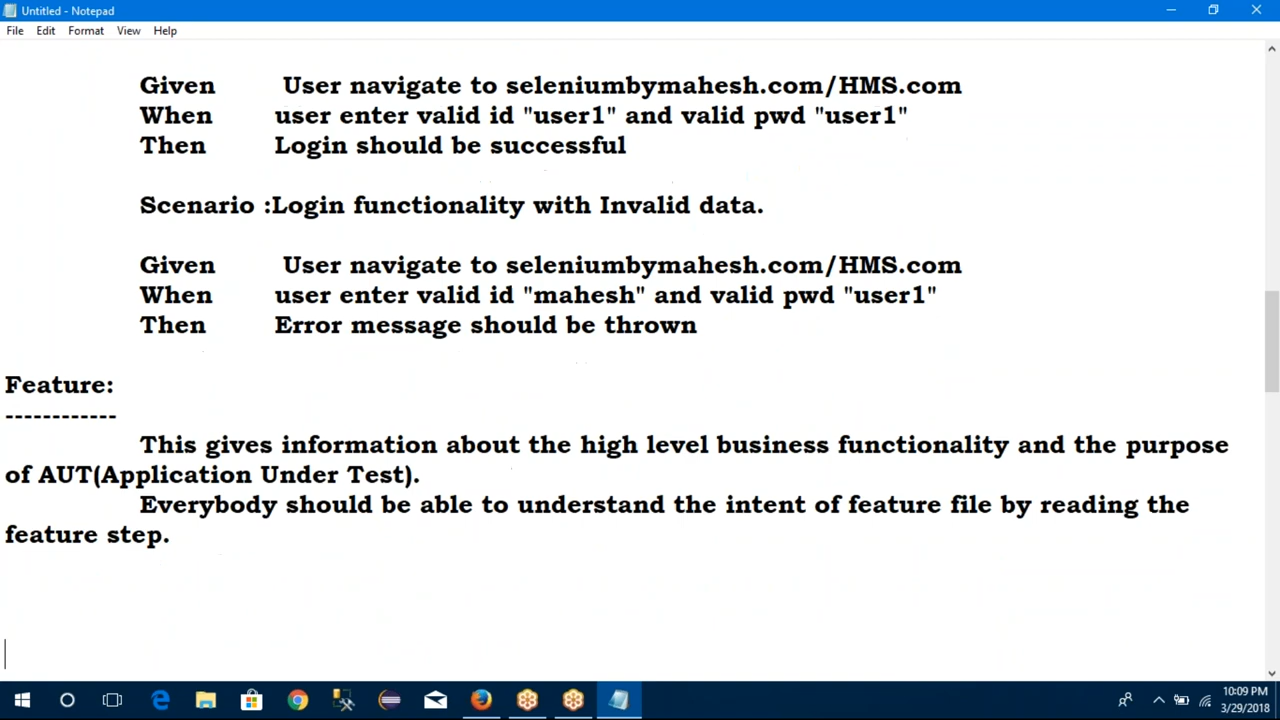 Untitled - Notepad
File Edit Format View Help
Given User navigate to seleniumbymahesh.com/HMS.com
When user enter valid id "user1" and valid pwd "user1"
Then Login should be successful
Scenario :Login functionality with Invalid data.
Given User navigate to seleniumbymahesh.com/HMS.com
When user enter valid id "mahesh" and valid pwd "user1"
Then Error message should be thrown
Feature:
------------
This gives information about the high level business functionality and the purpose
of AUT(Application Under Test).
Everybody should be able to understand the intent of feature file by reading the
feature step.
10:09 PM
3/29/2018